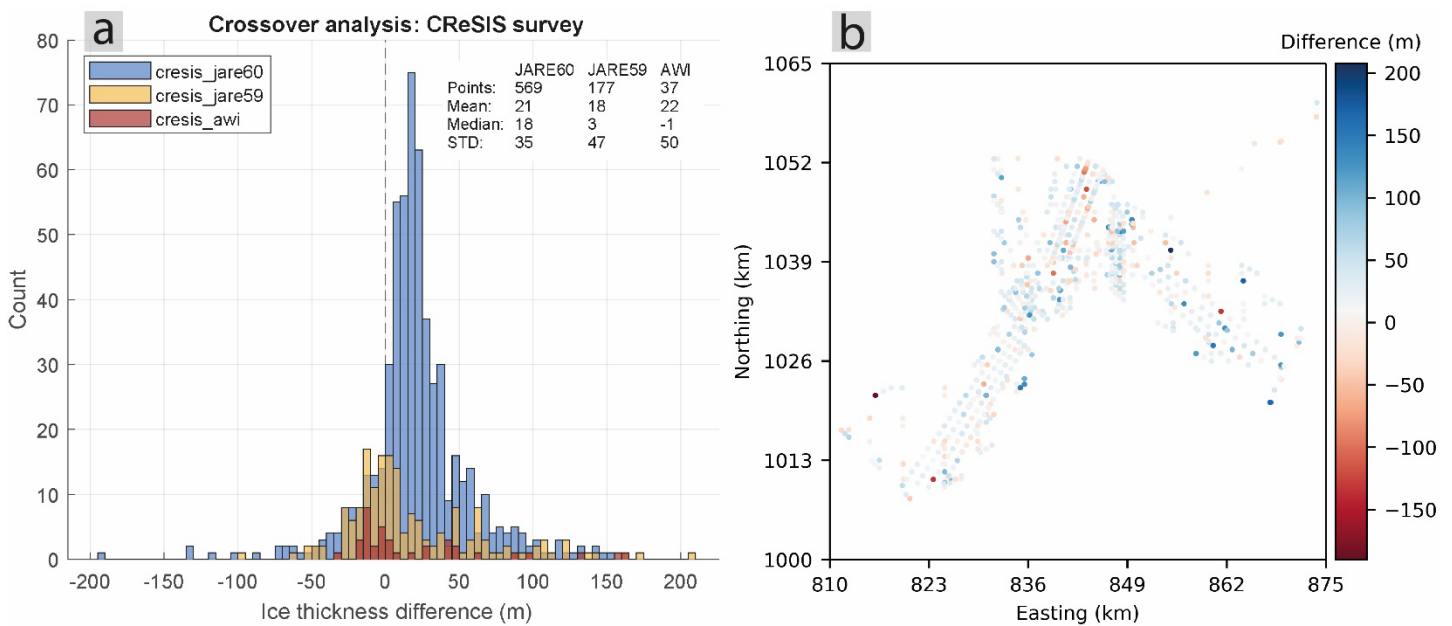 a
Crossover analysis: CReSIS survey
80
70
60
50
40
30
20
10
0
Count
cresis_jare60
cresis_jare59
cresis_awi
JARE60 JARE59 AWI
Points: 569 177 37
Mean: 21 18 22
Median: 18 3 -1
STD: 35 47 50
-200 -150 -100 -50 0 50 100 150 200
Ice thickness difference (m)
b
Difference (m)
1065
1052
1039
1026
1013
1000
Northing (km)
810 823 836 849 862 875
Easting (km)
200
150
100
50
0
−50
−100
−150